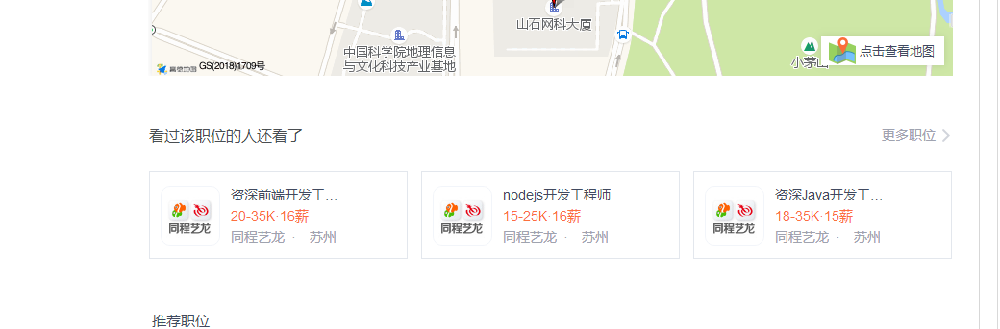 山石网科大厦
中国科学院地理信息
与文化科技产业基地
小茅山
点击查看地图
高德地图 GS(2018)1709号
看过该职位的人还看了
更多职位
同程艺龙
资深前端开发工…
20-35K·16薪
同程艺龙 · 苏州
同程艺龙
nodejs开发工程师
15-25K·16薪
同程艺龙 · 苏州
同程艺龙
资深Java开发工…
18-35K·15薪
同程艺龙 · 苏州
推荐职位